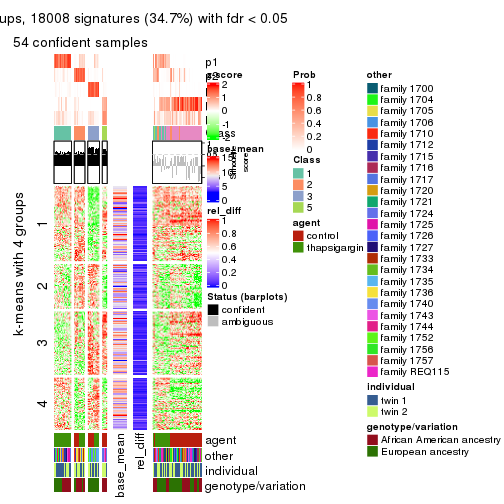 ups, 18008 signatures (34.7%) with fdr < 0.05
54 confident samples
p1
z-score
2
1
0
-1
-2
base_mean
15
5
0
rel_diff
1
0.8
0.6
0.4
0.2
0
Status (barplots)
confident
ambiguous
Prob
1
0.8
0.6
0.4
0.2
0
Class
1
2
3
5
agent
control
thapsigargin
other
family 1700
family 1704
family 1705
family 1706
family 1710
family 1712
family 1715
family 1716
family 1717
family 1720
family 1721
family 1724
family 1725
family 1726
family 1727
family 1733
family 1734
family 1735
family 1736
family 1740
family 1743
family 1744
family 1752
family 1756
family 1757
family REQ115
individual
twin 1
twin 2
genotype/variation
African American ancestry
European ancestry
k-means with 4 groups
1
2
3
4
base_mean
rel_diff
agent
other
individual
genotype/variation